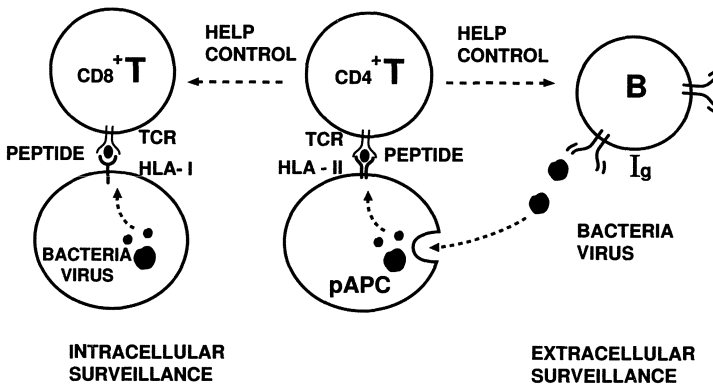 HELP
CONTROL
HELP
CONTROL
CD8+T
CD4+T
B
TCR
PEPTIDE
HLA- I
TCR
PEPTIDE
HLA - II
Ig
BACTERIA
VIRUS
pAPC
BACTERIA
VIRUS
INTRACELLULAR
SURVEILLANCE
EXTRACELLULAR
SURVEILLANCE